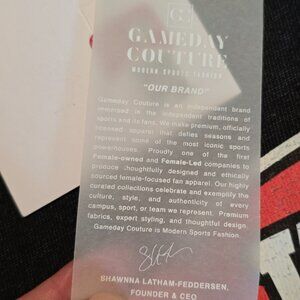 G.
GAMEDAY
COUTURE
MODERN SPORTS FASHION
"OUR BRAND"
Gameday Couture is an independent brand
immersed in the independent traditions of
sports and its fans. We make premium, officially
licensed apparel that defies seasons and
represent some of the most iconic sports
powerhouses. Proudly one of the first
Female-owned and Female-Led companies to
produce thoughtfully designed and ethically
sourced female-focused fan apparel. Our highly
curated collections celebrate and exemplify the
culture, style, and authenticity of every
campus, sport, or team we represent. Premium
fabrics, expert styling, and thoughtful design.
Gameday Couture is Modern Sports Fashion.
SHAWNNA LATHAM-FEDDERSEN,
FOUNDER & CEO